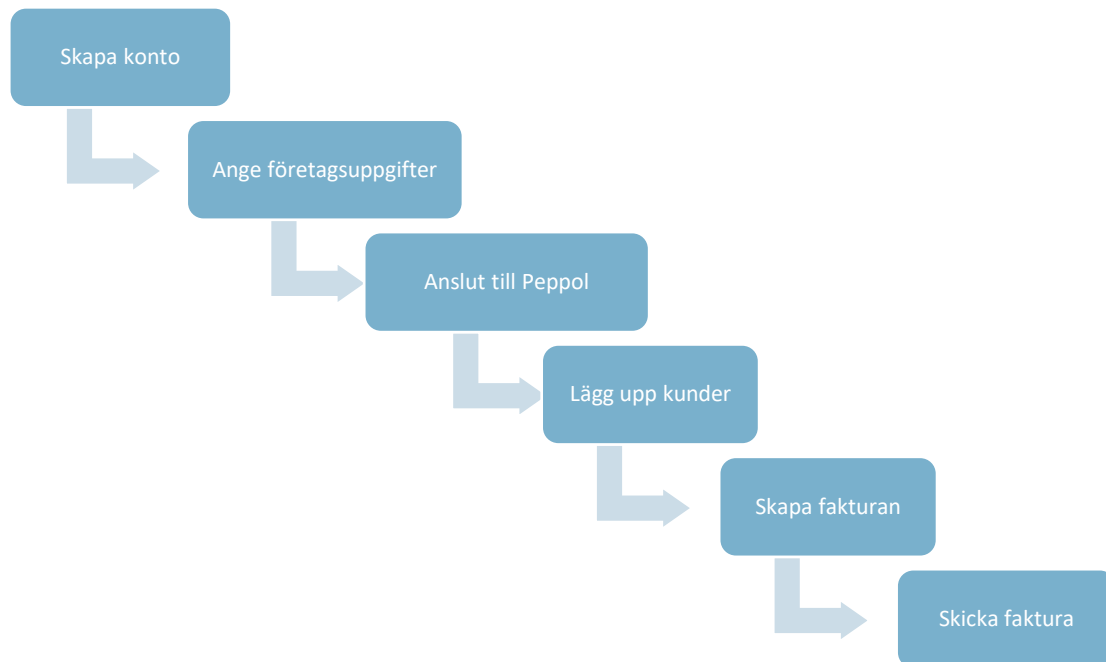 Skapa konto
Ange företagsuppgifter
Anslut till Peppol
Lägg upp kunder
Skapa fakturan
Skicka faktura